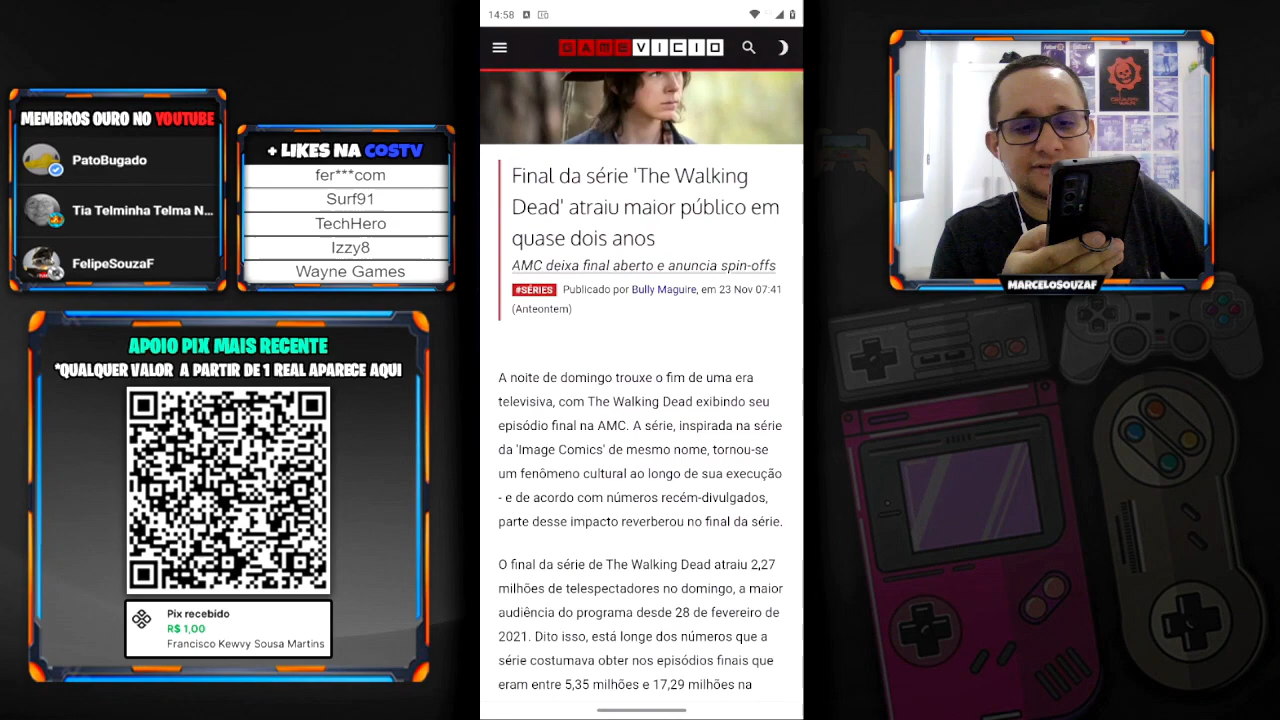 MEMBROS OURO NO YOUTUBE
PatoBugado
Tia Telminha Telma N...
FelipeSouzaF
+ LIKES NA COSTV
fer***com
Surf91
TechHero
Izzy8
Wayne Games
APOIO PIX MAIS RECENTE
*QUALQUER VALOR A PARTIR DE 1 REAL APARECE AQUI
Pix recebido
R$ 1,00
Francisco Kewvy Sousa Martins
14:58
GAMEVICIO
Final da série 'The Walking
Dead' atraiu maior público em
quase dois anos
AMC deixa final aberto e anuncia spin-offs
#SÉRIES Publicado por Bully Maguire, em 23 Nov 07:41
(Anteontem)
A noite de domingo trouxe o fim de uma era
televisiva, com The Walking Dead exibindo seu
episódio final na AMC. A série, inspirada na série
da 'Image Comics' de mesmo nome, tornou-se
um fenômeno cultural ao longo de sua execução
- e de acordo com números recém-divulgados,
parte desse impacto reverberou no final da série.
O final da série de The Walking Dead atraiu 2,27
milhões de telespectadores no domingo, a maior
audiência do programa desde 28 de fevereiro de
2021. Dito isso, está longe dos números que a
série costumava obter nos episódios finais que
eram entre 5,35 milhões e 17,29 milhões na
MARCELOSOUZAF